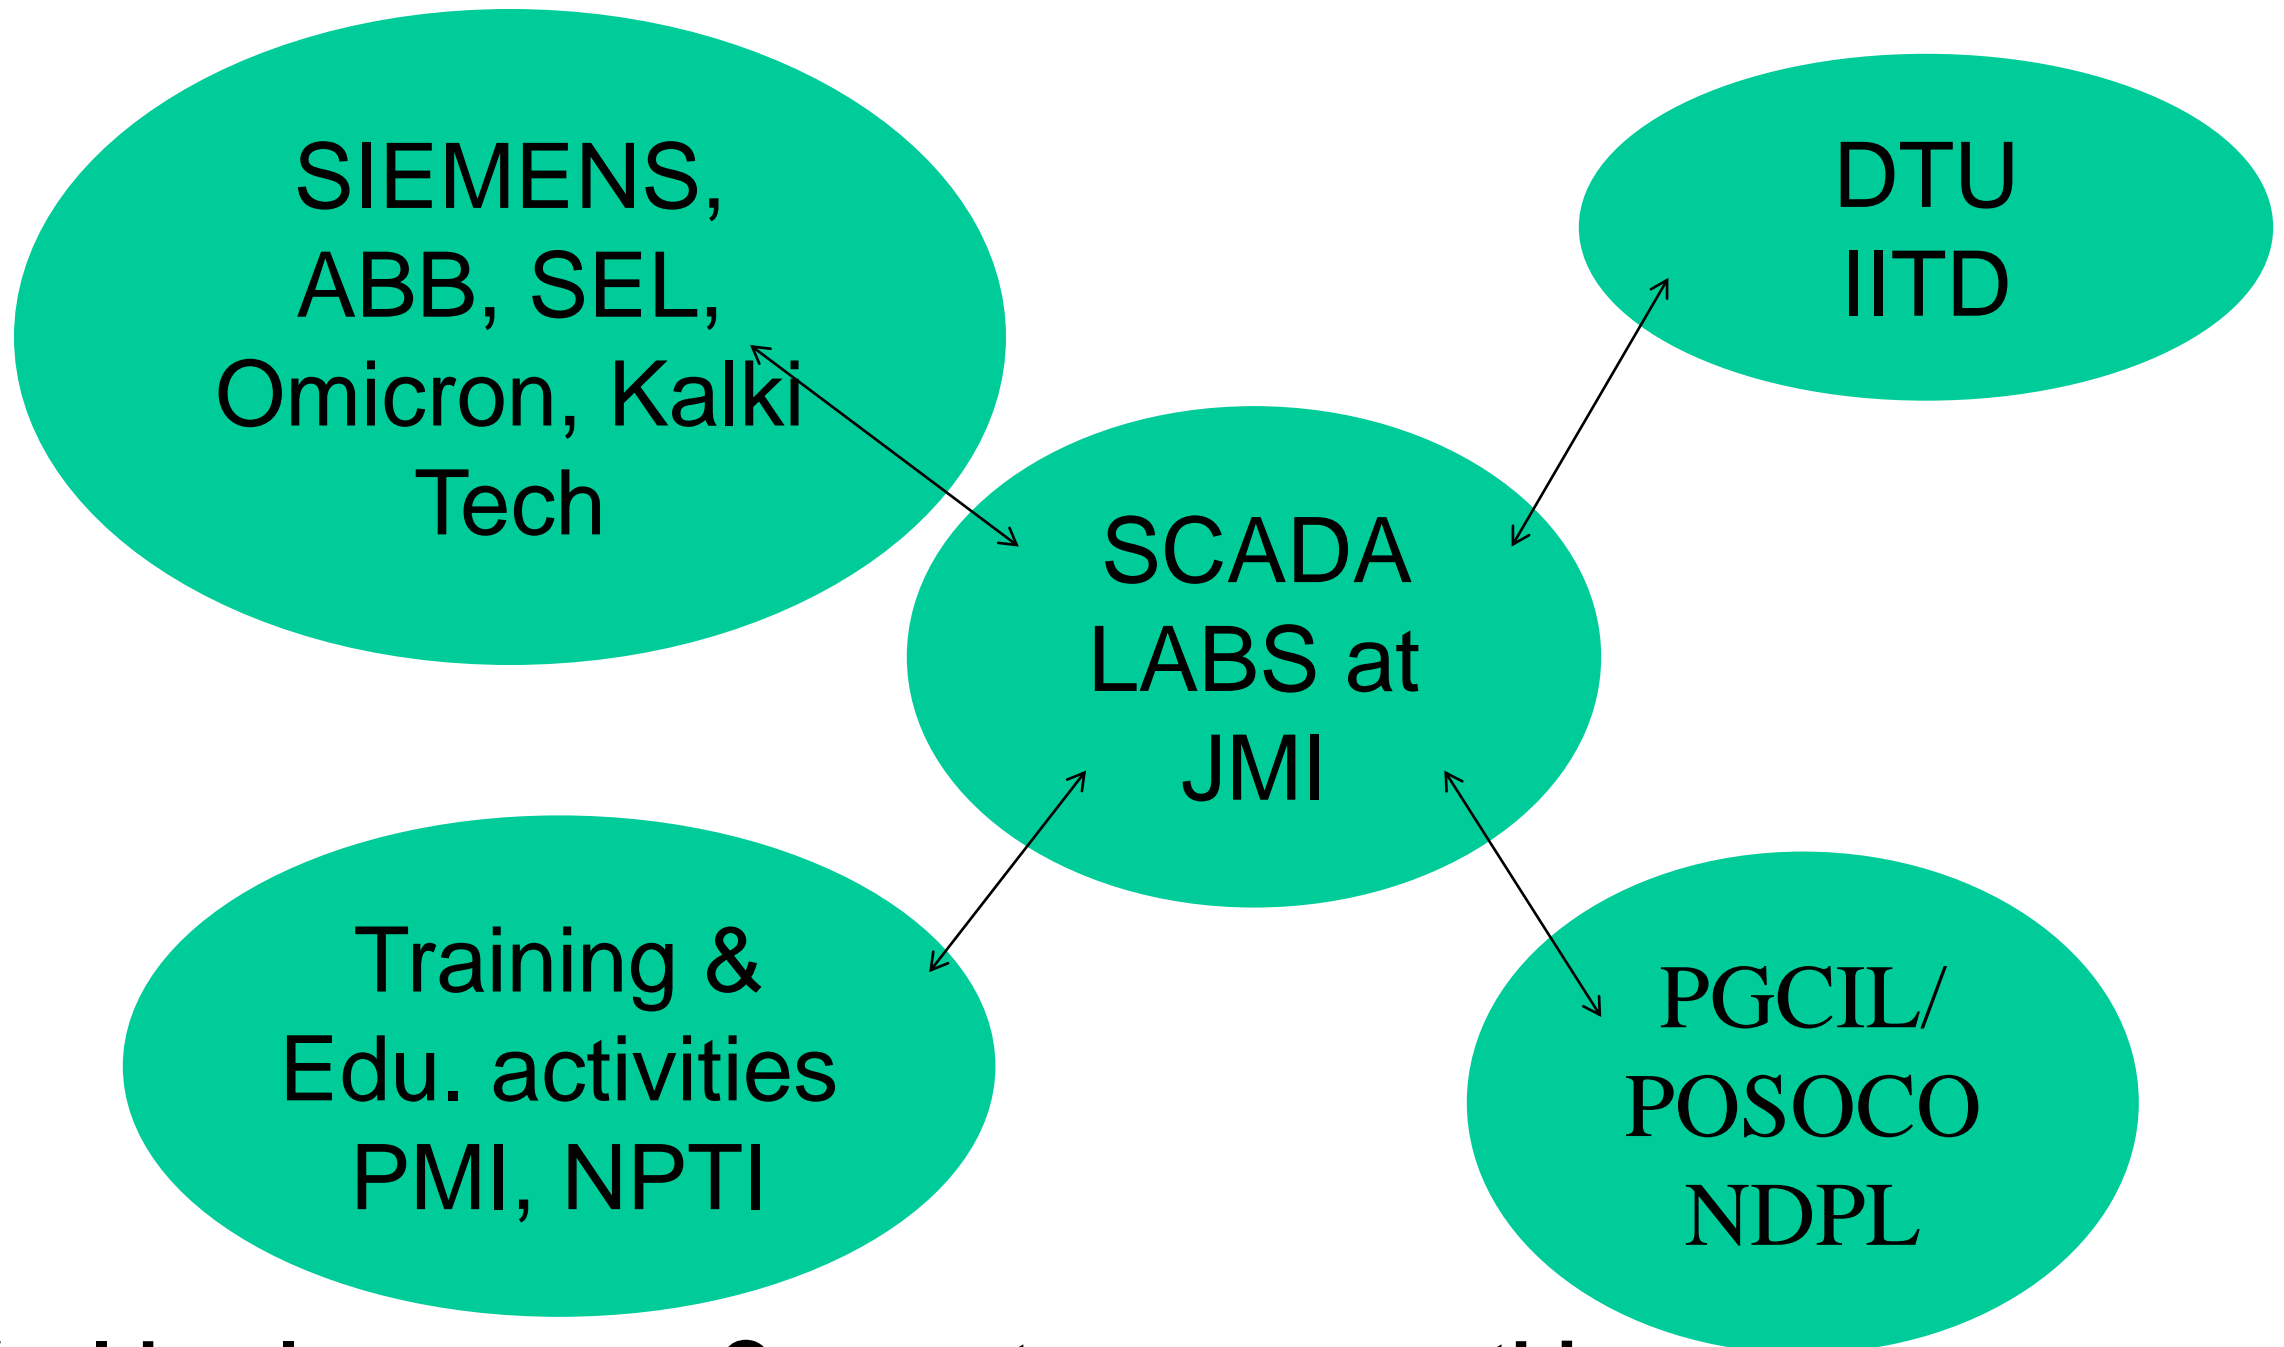 SIEMENS,
ABB, SEL,
Omicron, Kalki
Tech
DTU
IITD
SCADA
LABS at
JMI
Training &
Edu. activities
PMI, NPTI
PGCIL/
POSOCO
NDPL